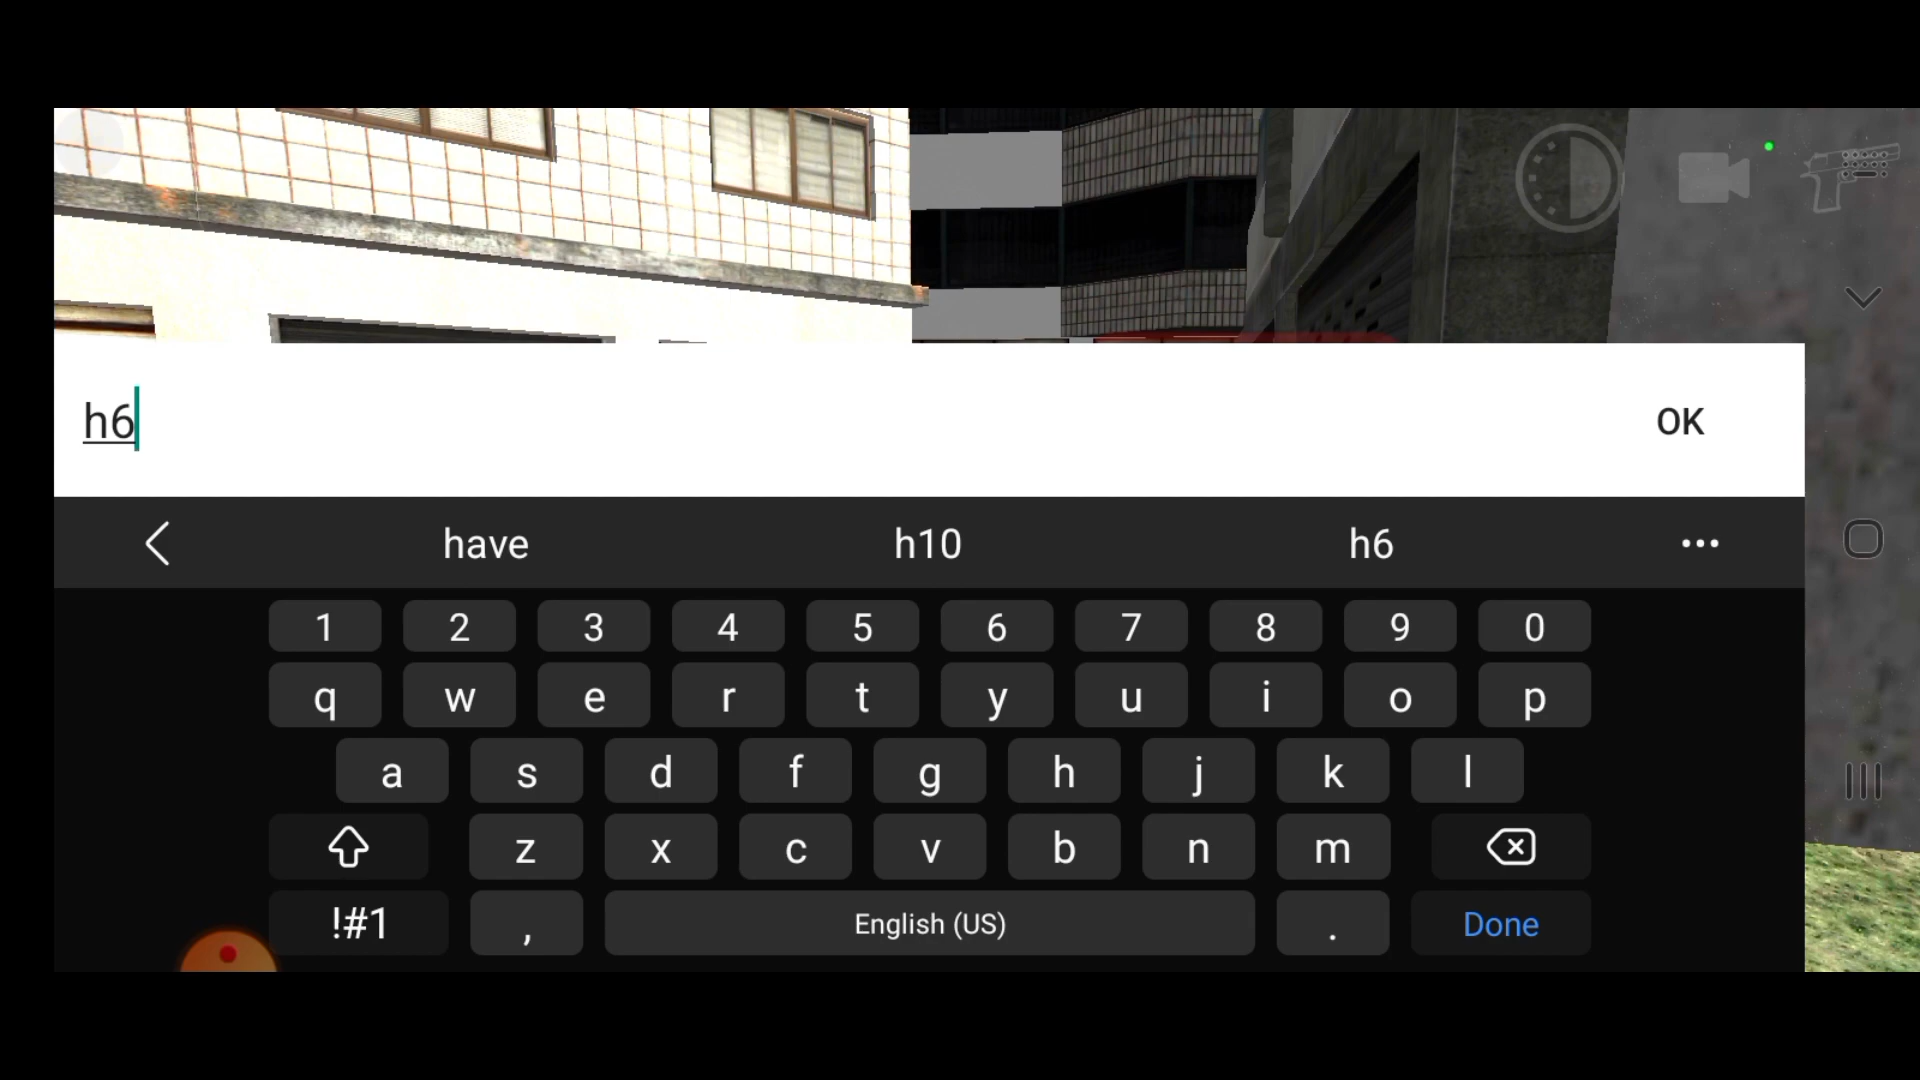 h6
OK
have h10 h6 ...
1 2 3 4 5 6 7 8 9 0
q w e r t y u i o p
a s d f g h j k l
z x c v b n m
!#1 , English (US) . Done